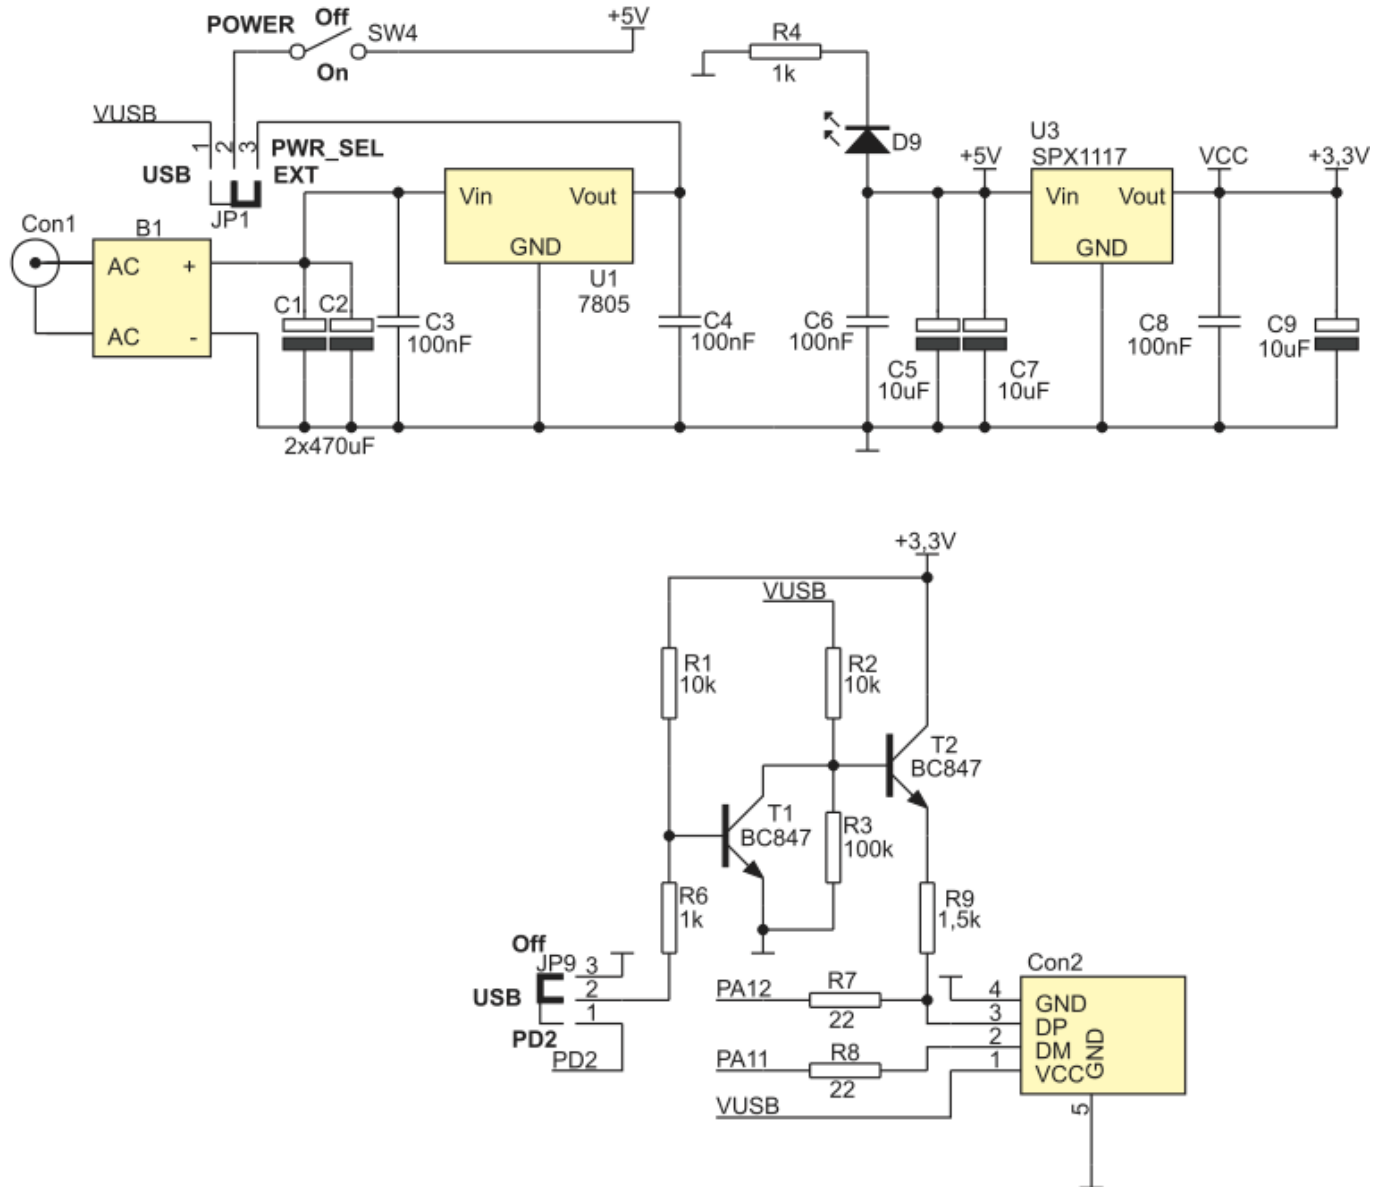 POWER
Off
SW4
On
+5V
R4
1k
VUSB
1
2
3
PWR_SEL
USB
EXT
JP1
D9
+5V
U3
SPX1117
VCC
+3,3V
Con1
B1
AC
+
AC
-
Vin
Vout
GND
U1
7805
Vin
Vout
GND
C1
C2
C3
100nF
C4
100nF
C6
100nF
C5
10uF
C7
10uF
C8
100nF
C9
10uF
2x470uF
+3,3V
VUSB
R1
10k
R2
10k
T2
BC847
T1
BC847
R3
100k
R6
1k
R9
1,5k
Off
JP9
3
USB
2
1
PD2
PD2
PA12
R7
22
PA11
R8
22
VUSB
Con2
4
GND
3
DP
2
DM
1
VCC
GND
5